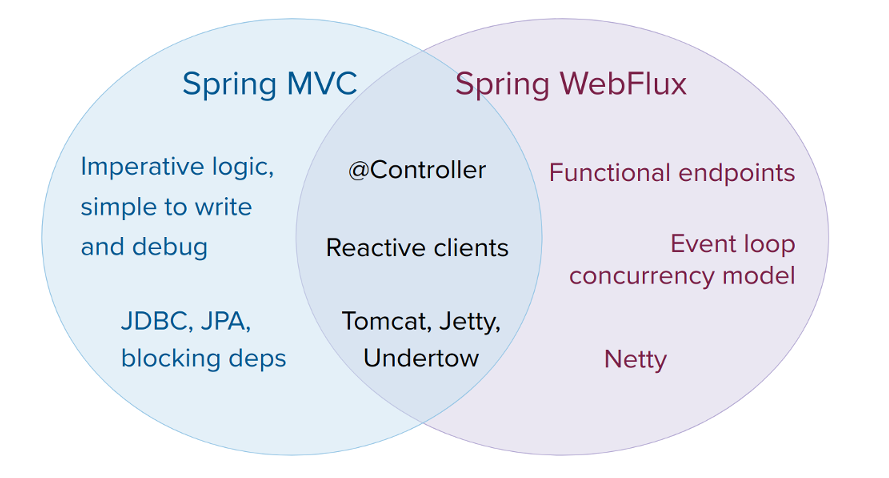 Spring MVC
Spring WebFlux
Imperative logic,
simple to write
and debug
JDBC, JPA,
blocking deps
@Controller
Reactive clients
Tomcat, Jetty,
Undertow
Functional endpoints
Event loop
concurrency model
Netty